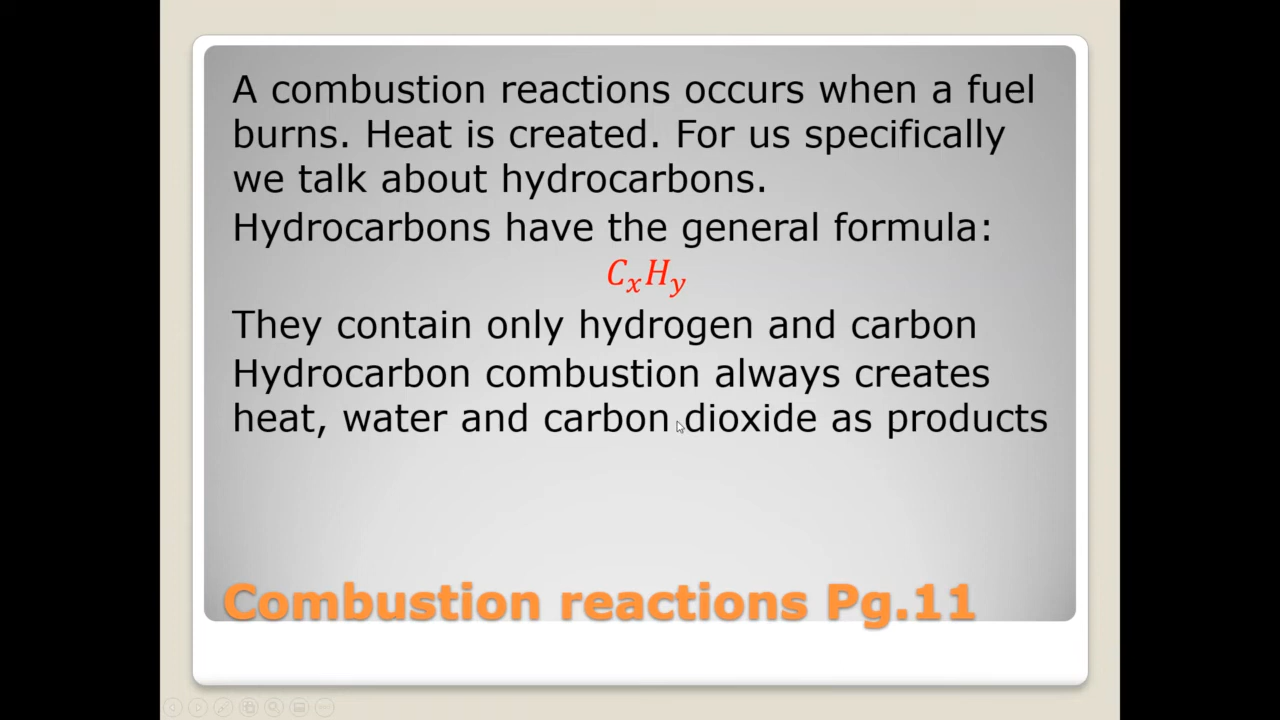 A combustion reactions occurs when a fuel
burns. Heat is created. For us specifically
we talk about hydrocarbons.
Hydrocarbons have the general formula:
CₓHᵧ
They contain only hydrogen and carbon
Hydrocarbon combustion always creates
heat, water and carbon dioxide as products
Combustion reactions Pg.11